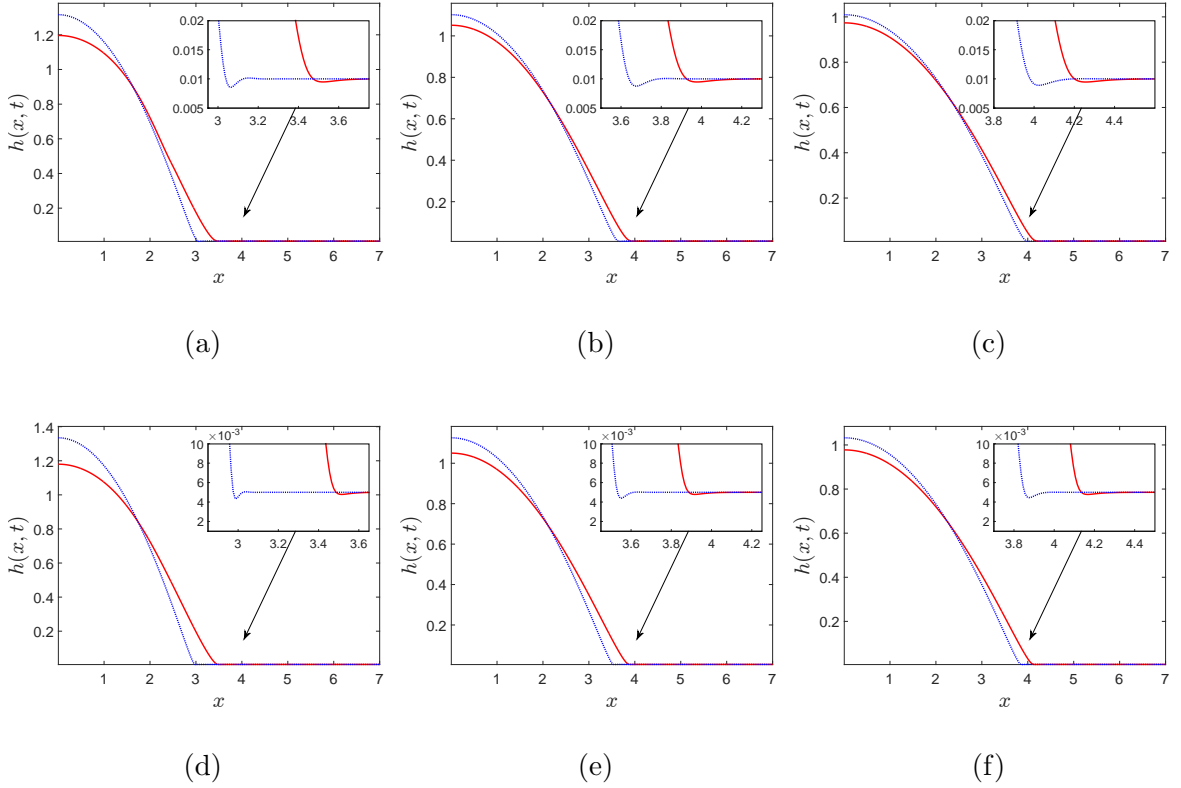 0.02
0.015
0.01
0.005
3 3.2 3.4 3.6
1.2
1
0.8
0.6
0.4
0.2
h(x, t)
1 2 3 4 5 6 7
x
(a)
0.02
0.015
0.01
0.005
3.6 3.8 4 4.2
1
0.8
0.6
0.4
0.2
h(x, t)
1 2 3 4 5 6 7
x
(b)
0.02
0.015
0.01
0.005
3.8 4 4.2 4.4
1
0.8
0.6
0.4
0.2
h(x, t)
1 2 3 4 5 6 7
x
(c)
×10⁻³
10
8
6
4
2
3 3.2 3.4 3.6
1.4
1.2
1
0.8
0.6
0.4
0.2
h(x, t)
1 2 3 4 5 6 7
x
(d)
×10⁻³
10
8
6
4
2
3.6 3.8 4 4.2
1
0.8
0.6
0.4
0.2
h(x, t)
1 2 3 4 5 6 7
x
(e)
×10⁻³
10
8
6
4
2
3.8 4 4.2 4.4
1
0.8
0.6
0.4
0.2
h(x, t)
1 2 3 4 5 6 7
x
(f)